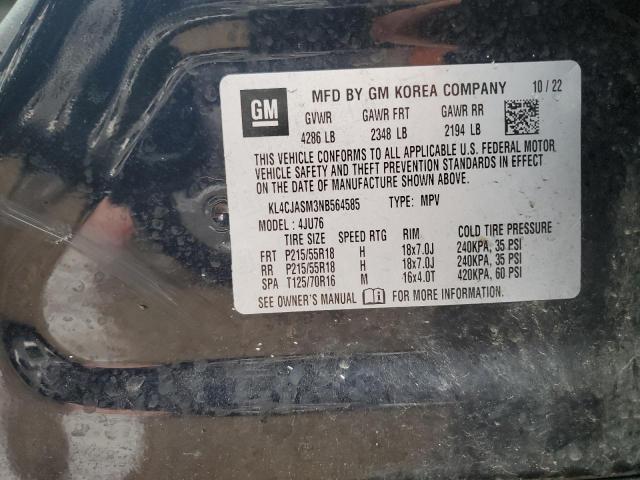 GM
MFD BY GM KOREA COMPANY 10/22
GVWR GAWR FRT GAWR RR
4286 LB 2348 LB 2194 LB
THIS VEHICLE CONFORMS TO ALL APPLICABLE U.S. FEDERAL MOTOR
VEHICLE SAFETY AND THEFT PREVENTION STANDARDS IN EFFECT ON
THE DATE OF MANUFACTURE SHOWN ABOVE.
KL4CJASM3NB564585 TYPE: MPV
MODEL: 4JU76
TIRE SIZE SPEED RTG RIM COLD TIRE PRESSURE
FRT P215/55R18 H 18x7.0J 240KPA, 35 PSI
RR P215/55R18 H 18x7.0J 240KPA, 35 PSI
SPA T125/70R16 M 16x4.0T 420KPA, 60 PSI
SEE OWNER'S MANUAL FOR MORE INFORMATION.